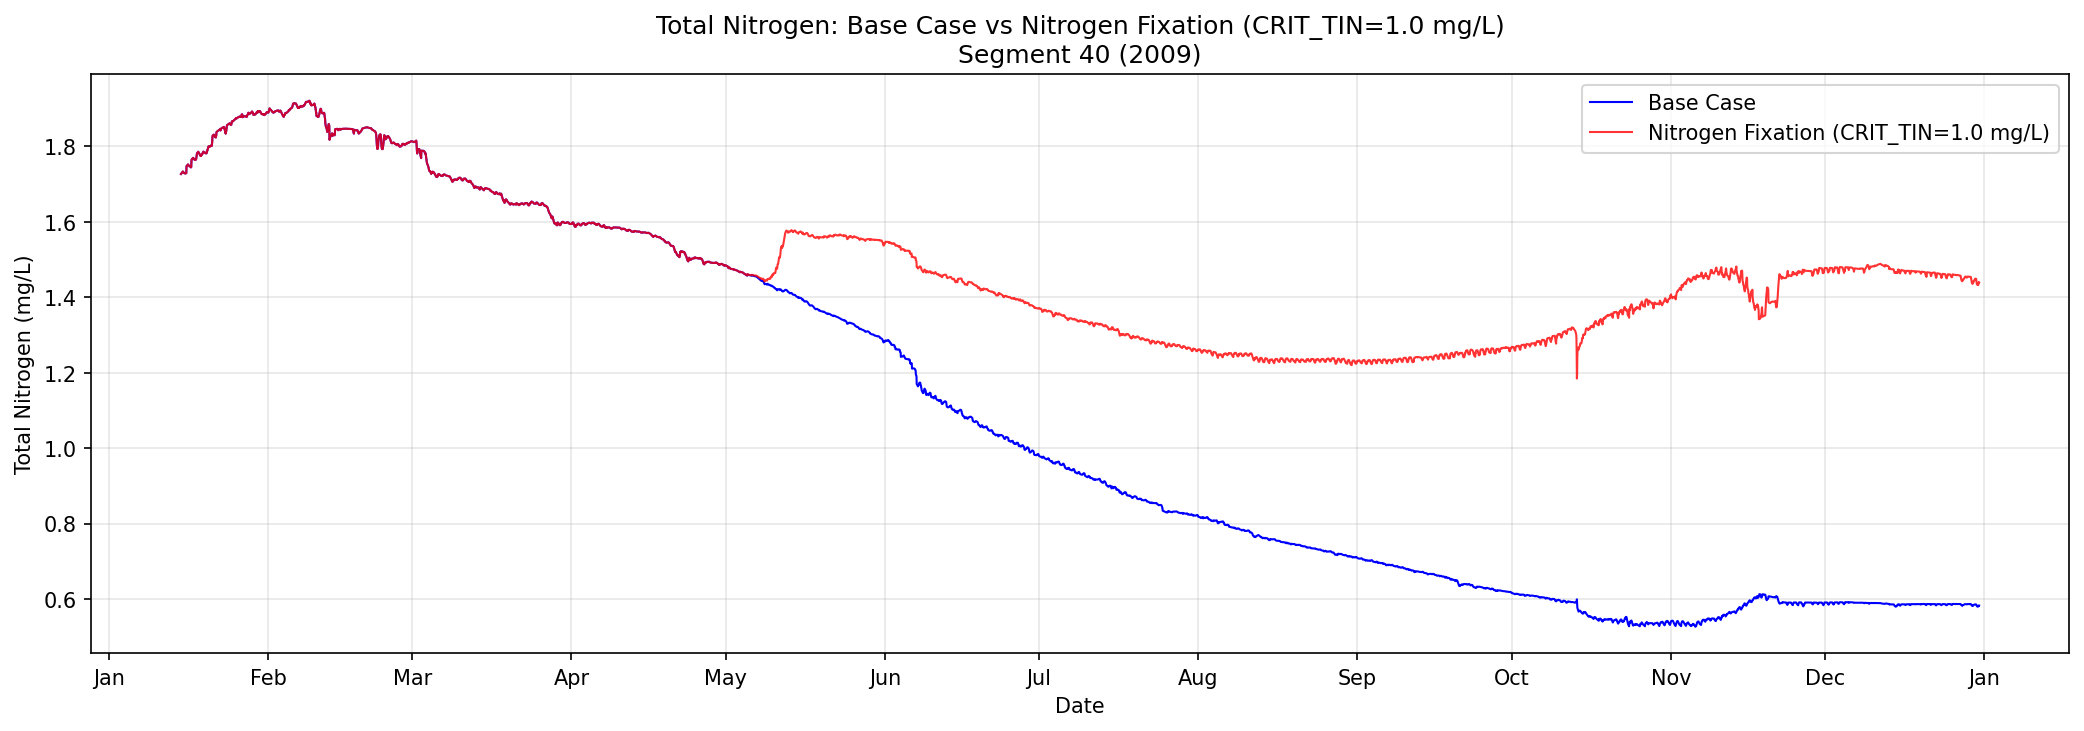 Total Nitrogen: Base Case vs Nitrogen Fixation (CRIT_TIN=1.0 mg/L)
Segment 40 (2009)
Base Case
Nitrogen Fixation (CRIT_TIN=1.0 mg/L)
Total Nitrogen (mg/L)
1.8
1.6
1.4
1.2
1.0
0.8
0.6
Jan Feb Mar Apr May Jun Jul Aug Sep Oct Nov Dec Jan
Date